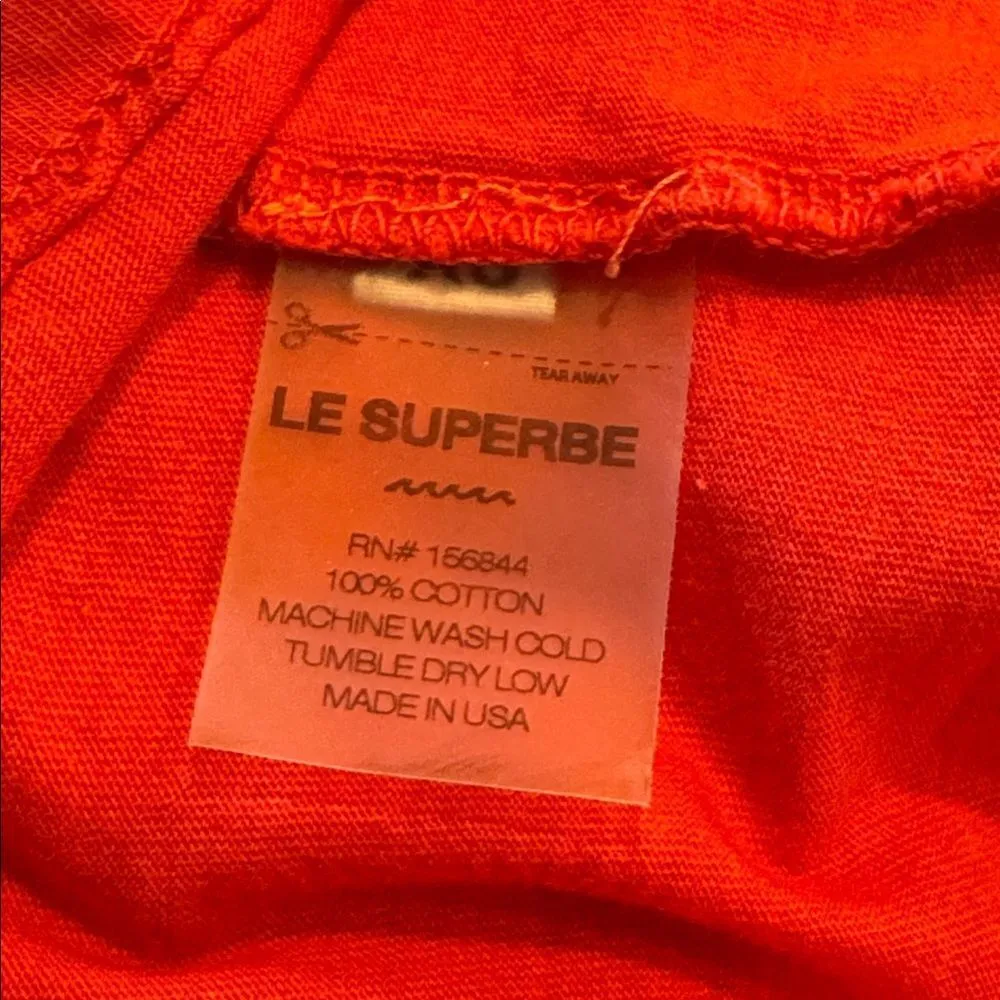 TEAR AWAY
LE SUPERBE
RN# 156844
100% COTTON
MACHINE WASH COLD
TUMBLE DRY LOW
MADE IN USA